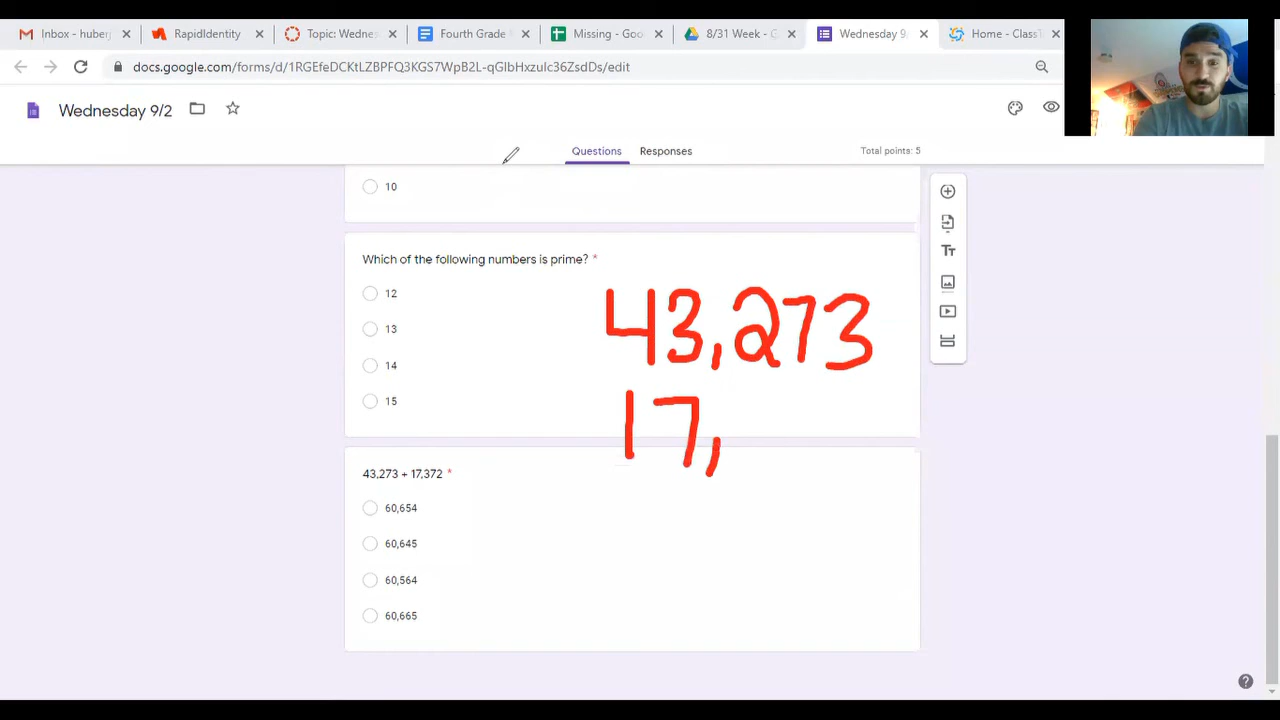 Inbox - huber
RapidIdentity
Topic: Wednes
Fourth Grade
Missing - Goo
8/31 Week - G
Wednesday 9
Home - Class
docs.google.com/forms/d/1RGEfeDCKtLZBPFQ3KGS7WpB2L-qGlbHxzulc36ZsdDs/edit
Wednesday 9/2
Questions
Responses
Total points: 5
10
Which of the following numbers is prime? *
12
13
14
15
43,273
17,
43,273 + 17,372 *
60,654
60,645
60,564
60,665